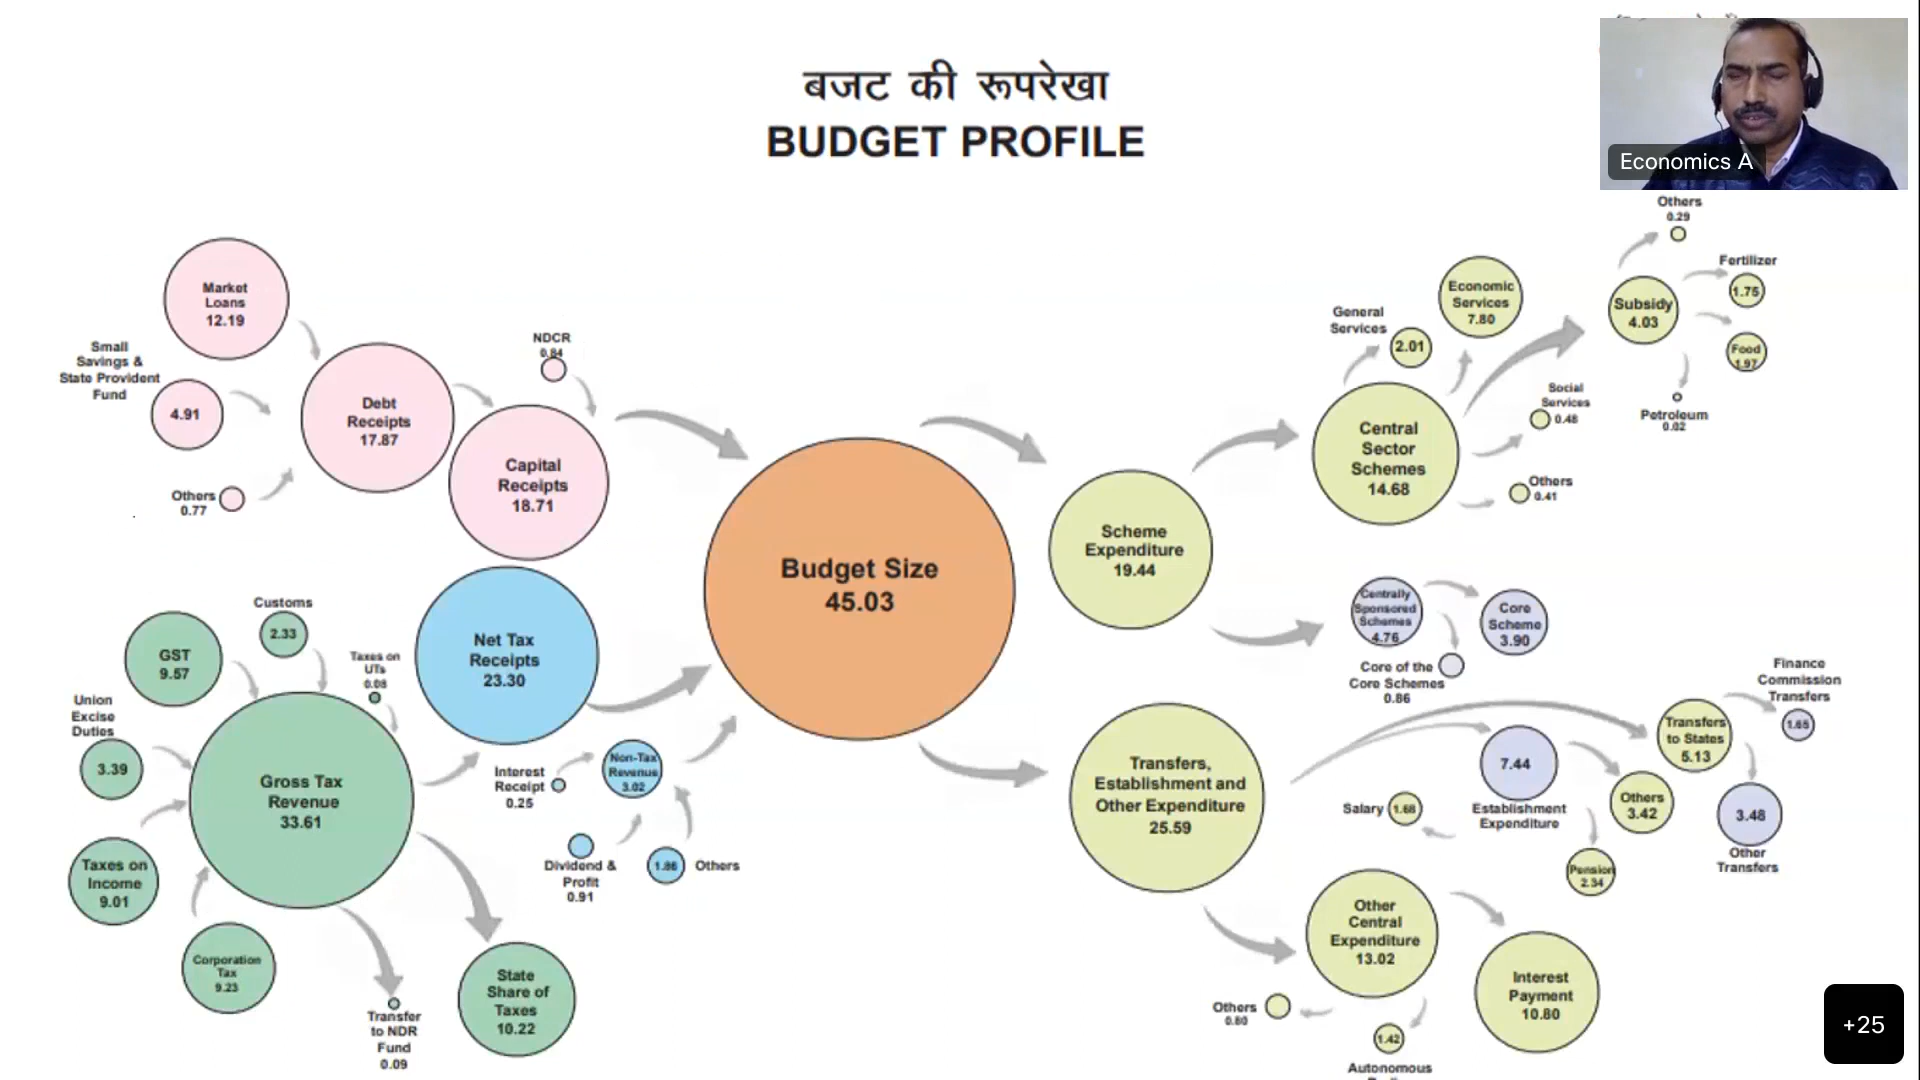 बजट की रूपरेखा
BUDGET PROFILE
Economics A
Market
Loans
12.19
Small
Savings &
State Provident
Fund
4.91
Others
0.77
Debt
Receipts
17.87
NDCR
0.84
Capital
Receipts
18.71
Budget Size
45.03
Net Tax
Receipts
23.30
Customs
2.33
GST
9.57
Taxes on
UTs
0.08
Union
Excise
Duties
3.39
Gross Tax
Revenue
33.61
Taxes on
Income
9.01
Corporation
Tax
9.23
Transfer
to NDR
Fund
0.09
State
Share of
Taxes
10.22
Interest
Receipt
0.25
Non-Tax
Revenue
3.02
Dividend &
Profit
0.91
1.86
Others
Scheme
Expenditure
19.44
General
Services
2.01
Economic
Services
7.80
Central
Sector
Schemes
14.68
Social
Services
0.48
Others
0.41
Others
0.29
Subsidy
4.03
Fertilizer
1.75
Food
1.97
Petroleum
0.02
Centrally
Sponsored
Schemes
4.76
Core
Scheme
3.90
Core of the
Core Schemes
0.86
Transfers,
Establishment and
Other Expenditure
25.59
Finance
Commission
Transfers
1.65
Transfers
to States
5.13
3.48
Other
Transfers
7.44
Establishment
Expenditure
Others
3.42
Salary
1.68
Pension
2.34
Other
Central
Expenditure
13.02
Interest
Payment
10.80
Others
0.80
1.42
Autonomous
+25